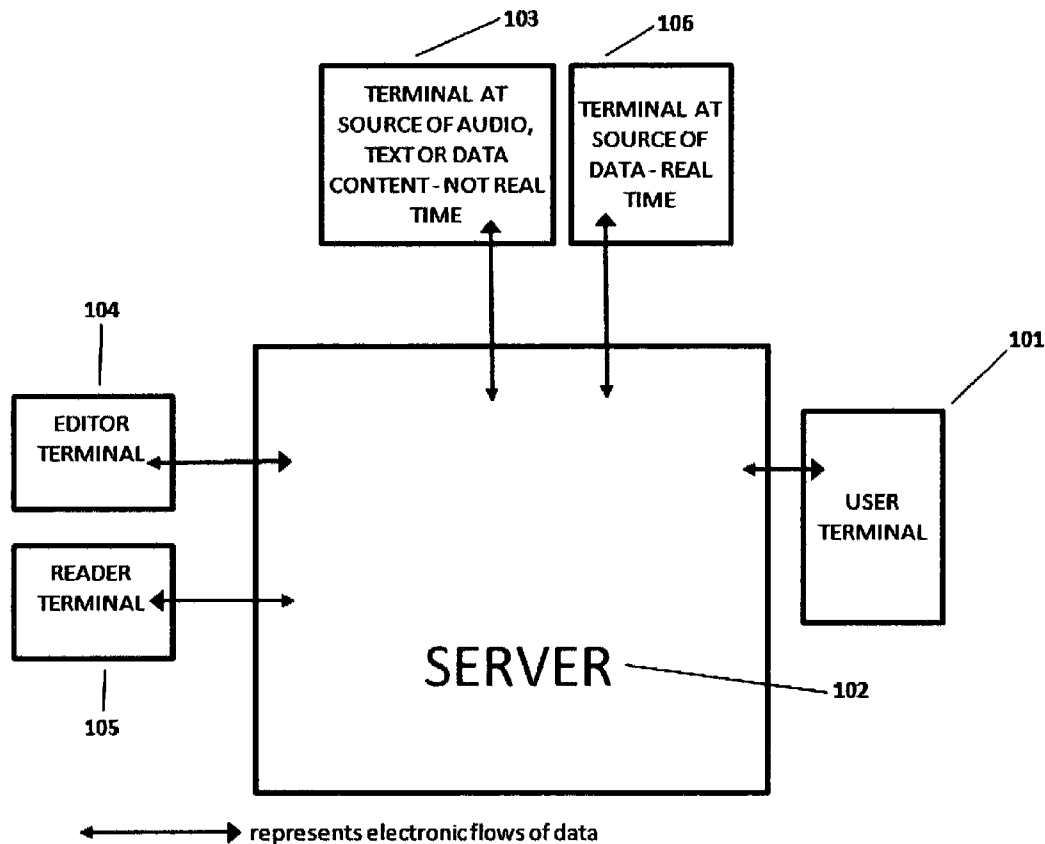 103
106
TERMINAL AT
SOURCE OF AUDIO,
TEXT OR DATA
CONTENT - NOT REAL
TIME
TERMINAL AT
SOURCE OF
DATA - REAL
TIME
104
101
EDITOR
TERMINAL
USER
TERMINAL
READER
TERMINAL
SERVER
102
105
represents electronic flows of data